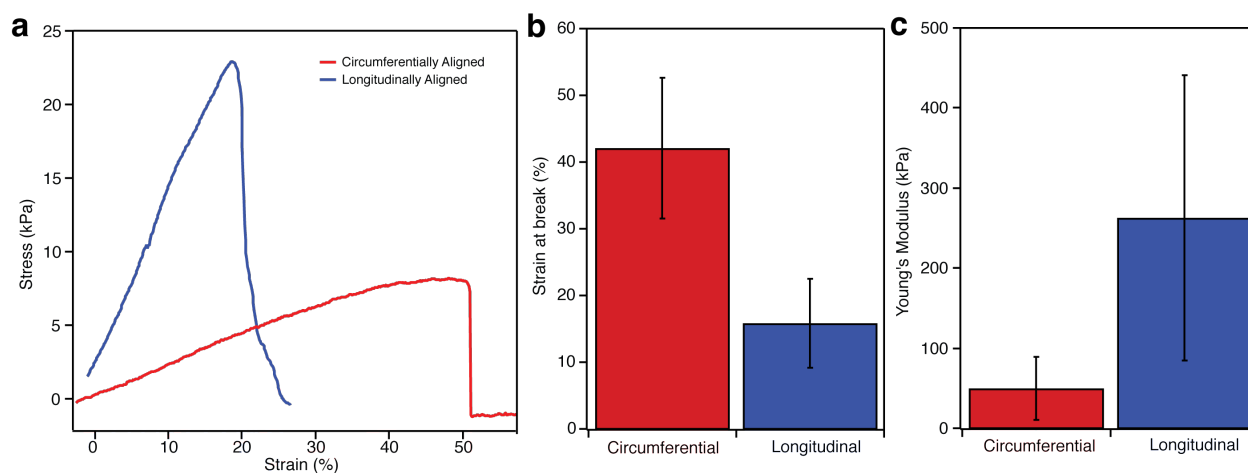 a
25
20
15
10
5
0
Stress (kPa)
0
10
20
30
40
50
Strain (%)
Circumferentially Aligned
Longitudinally Aligned
b
60
50
40
30
20
10
0
Strain at break (%)
Circumferential
Longitudinal
c
500
400
300
200
100
0
Young's Modulus (kPa)
Circumferential
Longitudinal